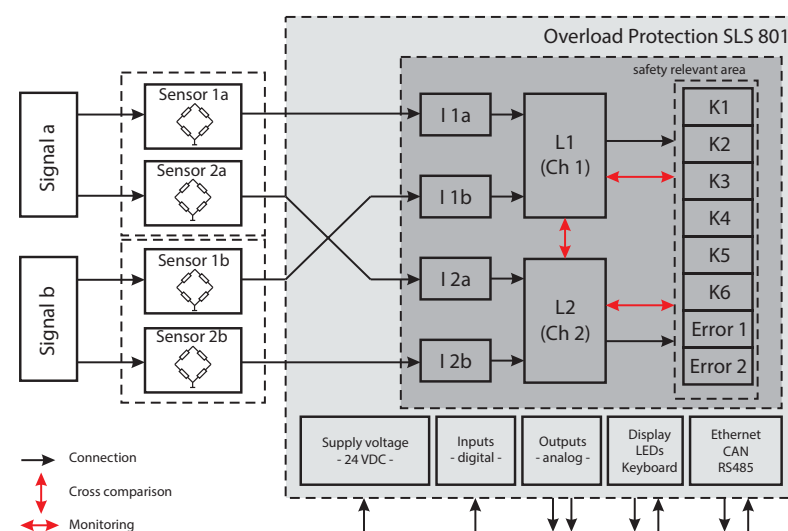 Overload Protection SLS 801
safety relevant area
Signal a
Sensor 1a
Sensor 2a
Signal b
Sensor 1b
Sensor 2b
I 1a
I 1b
I 2a
I 2b
L1
(Ch 1)
L2
(Ch 2)
K1
K2
K3
K4
K5
K6
Error 1
Error 2
Supply voltage
- 24 VDC -
Inputs
- digital -
Outputs
- analog -
Display
LEDs
Keyboard
Ethernet
CAN
RS485
Connection
Cross comparison
Monitoring